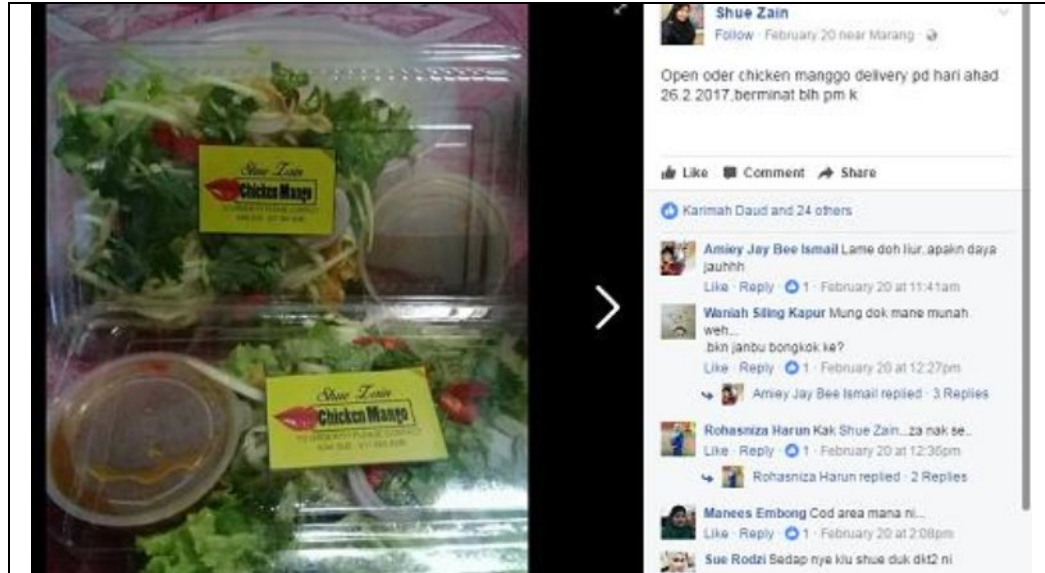 Shue Zain
Follow · February 20 near Marang ·
Open oder chicken manggo delivery pd hari ahad
26.2.2017,berminat blh pm k
Like Comment Share
Karimah Daud and 24 others
Amiey Jay Bee Ismail Lame doh liur..apakn daya
jauhhh
Like · Reply · 1 · February 20 at 11:41am
Waniah Siling Kapur Mung dok mane munah
weh...
.bkn janbu bongkok ke?
Like · Reply · 1 · February 20 at 12:27pm
Amiey Jay Bee Ismail replied · 3 Replies
Rohasniza Harun Kak Shue Zain...za nak se..
Like · Reply · 1 · February 20 at 12:36pm
Rohasniza Harun replied · 2 Replies
Manees Embong Cod area mana ni...
Like · Reply · 1 · February 20 at 2:08pm
Sue Rodzi Sedap nye klu shue duk dkt2 ni
Shue Zain
Chicken Mango
Shue Zain
Chicken Mango